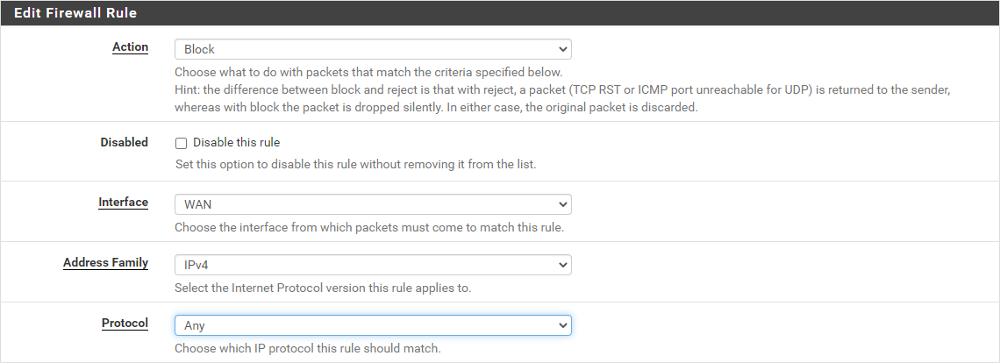 Edit Firewall Rule
Action
Block
Choose what to do with packets that match the criteria specified below.
Hint: the difference between block and reject is that with reject, a packet (TCP RST or ICMP port unreachable for UDP) is returned to the sender,
whereas with block the packet is dropped silently. In either case, the original packet is discarded.
Disabled
Disable this rule
Set this option to disable this rule without removing it from the list.
Interface
WAN
Choose the interface from which packets must come to match this rule.
Address Family
IPv4
Select the Internet Protocol version this rule applies to.
Protocol
Any
Choose which IP protocol this rule should match.